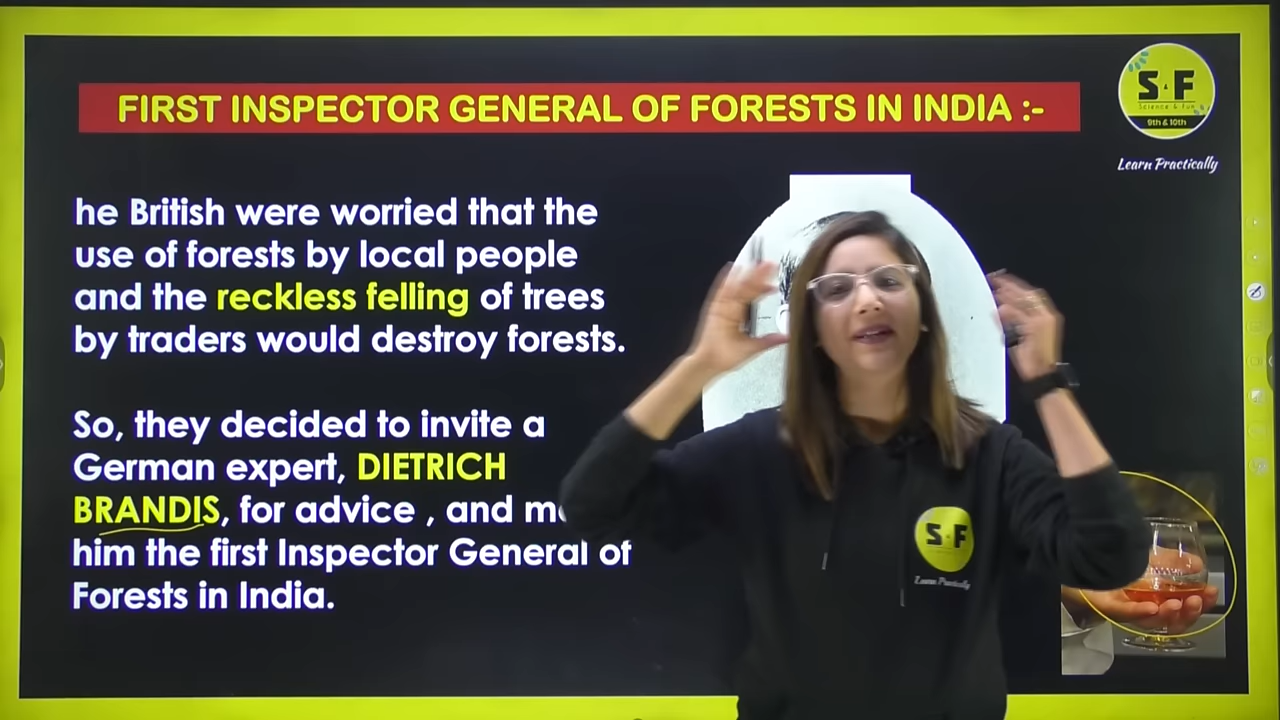 FIRST INSPECTOR GENERAL OF FORESTS IN INDIA :-
S.F
Science & Fun
9th & 10th
Learn Practically
he British were worried that the
use of forests by local people
and the reckless felling of trees
by traders would destroy forests.
So, they decided to invite a
German expert, DIETRICH
BRANDIS, for advice , and
him the first Inspector General of
Forests in India.
S.F
Learn Practically